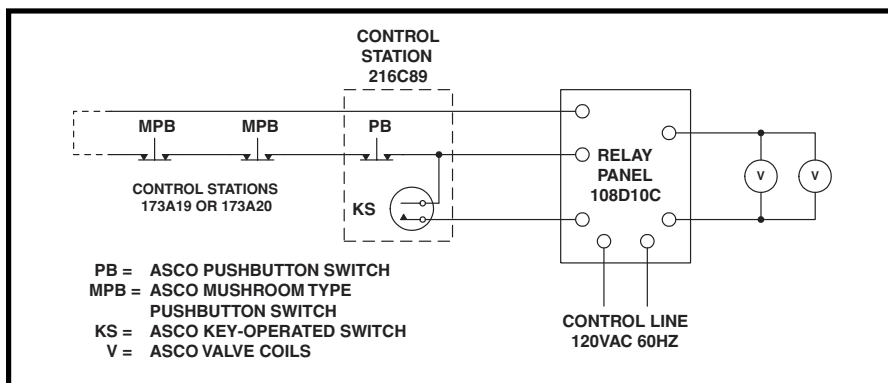 CONTROL
STATION
216C89
MPB
MPB
PB
RELAY
PANEL
108D10C
V
V
CONTROL STATIONS
173A19 OR 173A20
KS
PB = ASCO PUSHBUTTON SWITCH
MPB = ASCO MUSHROOM TYPE
PUSHBUTTON SWITCH
KS = ASCO KEY-OPERATED SWITCH
V = ASCO VALVE COILS
CONTROL LINE
120VAC 60HZ